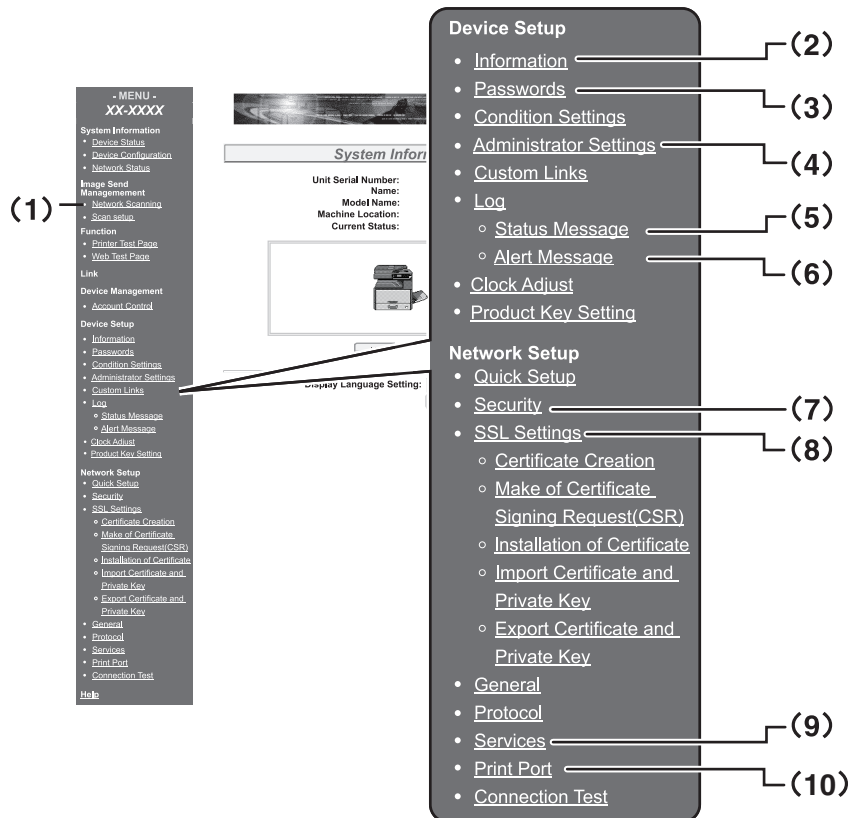 - MENU -
XX-XXXX
System Information
• Device Status
• Device Configuration
• Network Status
Image Send
Managemement
• Network Scanning
• Scan setup
Function
• Printer Test Page
• Web Test Page
Link
Device Management
• Account Control
Device Setup
• Information
• Passwords
• Condition Settings
• Administrator Settings
• Custom Links
• Log
○ Status Message
○ Alert Message
• Clock Adjust
• Product Key Setting
Network Setup
• Quick Setup
• Security
• SSL Settings
○ Certificate Creation
○ Make of Certificate
Signing Request(CSR)
○ Installation of Certificate
○ Import Certificate and
Private Key
○ Export Certificate and
Private Key
• General
• Protocol
• Services
• Print Port
• Connection Test
Help
(1)
System Infor
Unit Serial Number:
Name:
Model Name:
Machine Location:
Current Status:
Display Language Setting:
Device Setup
• Information
• Passwords
• Condition Settings
• Administrator Settings
• Custom Links
• Log
○ Status Message
○ Alert Message
• Clock Adjust
• Product Key Setting
Network Setup
• Quick Setup
• Security
• SSL Settings
○ Certificate Creation
○ Make of Certificate
Signing Request(CSR)
○ Installation of Certificate
○ Import Certificate and
Private Key
○ Export Certificate and
Private Key
• General
• Protocol
• Services
• Print Port
• Connection Test
(2)
(3)
(4)
(5)
(6)
(7)
(8)
(9)
(10)